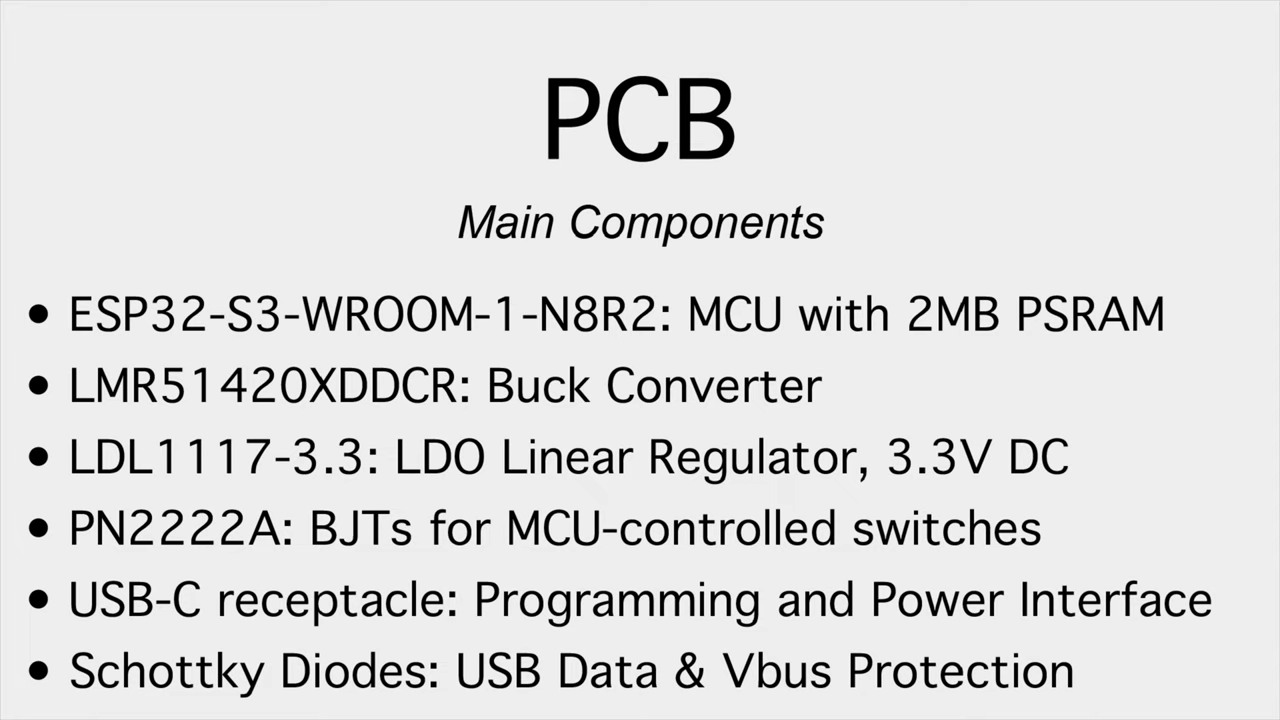 PCB
Main Components
• ESP32-S3-WROOM-1-N8R2: MCU with 2MB PSRAM
• LMR51420XDDCR: Buck Converter
• LDL1117-3.3: LDO Linear Regulator, 3.3V DC
• PN2222A: BJTs for MCU-controlled switches
• USB-C receptacle: Programming and Power Interface
• Schottky Diodes: USB Data & Vbus Protection